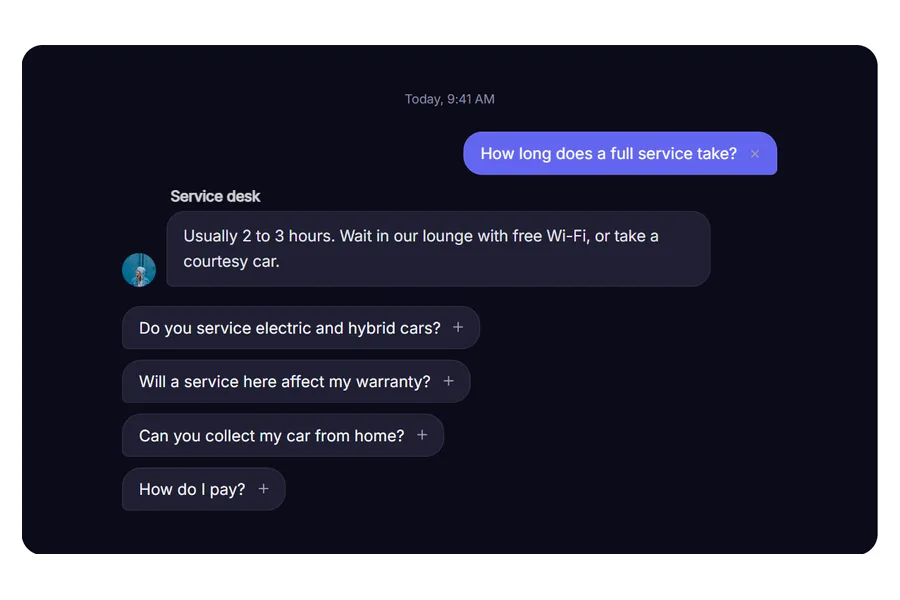 Today, 9:41 AM
How long does a full service take? ×
Service desk
Usually 2 to 3 hours. Wait in our lounge with free Wi-Fi, or take a
courtesy car.
Do you service electric and hybrid cars? +
Will a service here affect my warranty? +
Can you collect my car from home? +
How do I pay? +